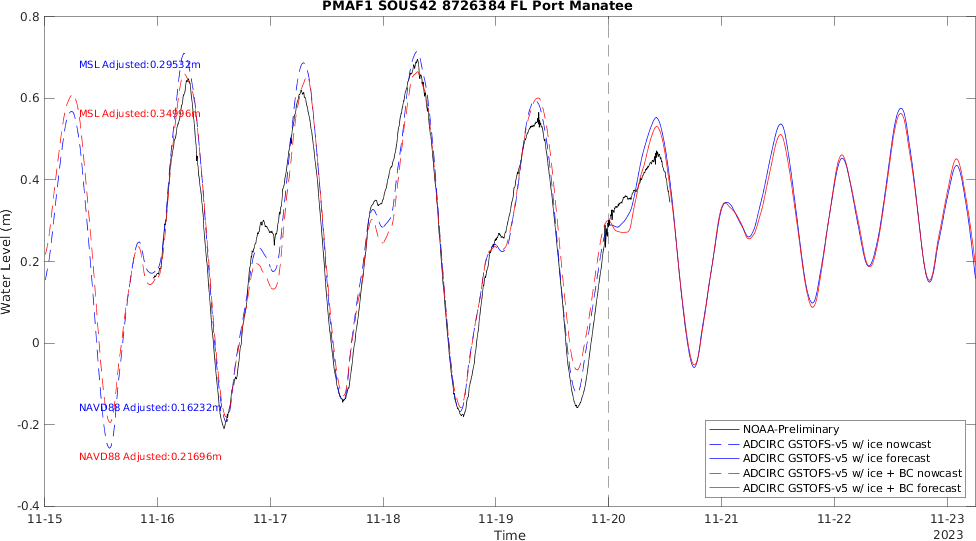 PMAF1 SOUS42 8726384 FL Port Manatee
0.8
0.6
0.4
0.2
0
-0.2
-0.4
Water Level (m)
MSL Adjusted:0.29532m
MSL Adjusted:0.34996m
NAVD88 Adjusted:0.16232m
NAVD88 Adjusted:0.21696m
NOAA-Preliminary
ADCIRC GSTOFS-v5 w/ ice nowcast
ADCIRC GSTOFS-v5 w/ ice forecast
ADCIRC GSTOFS-v5 w/ ice + BC nowcast
ADCIRC GSTOFS-v5 w/ ice + BC forecast
11-15 11-16 11-17 11-18 11-19 11-20 11-21 11-22 11-23
Time
2023